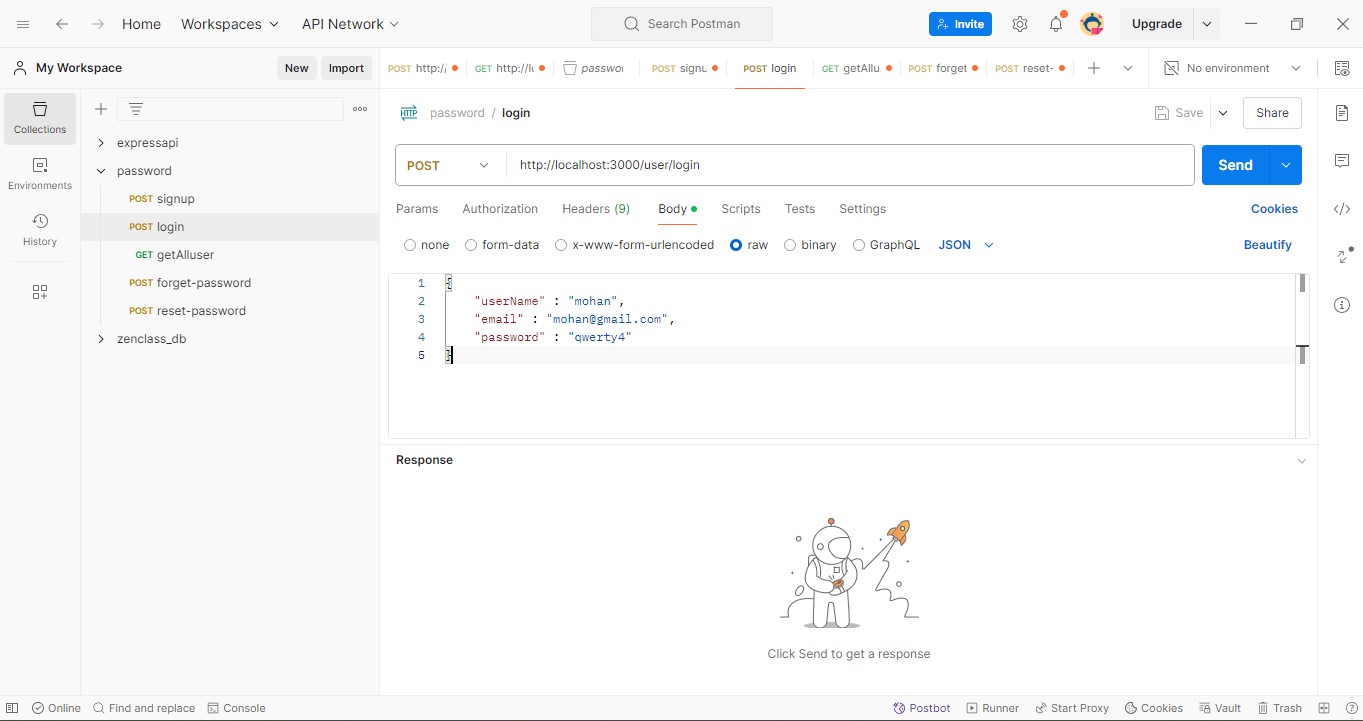 Home Workspaces API Network Search Postman Invite Upgrade
My Workspace New Import POST http:/ GET http://l passwo POST signu POST login GET getAllu POST forget POST reset- No environment
Collections
Environments
History
expressapi
password
POST signup
POST login
GET getAlluser
POST forget-password
POST reset-password
zenclass_db
HTTP password / login Save Share
POST http://localhost:3000/user/login Send
Params Authorization Headers (9) Body Scripts Tests Settings Cookies
none form-data x-www-form-urlencoded raw binary GraphQL JSON Beautify
1 {
2 "userName" : "mohan",
3 "email" : "mohan@gmail.com",
4 "password" : "qwerty4"
5 }
Response
Click Send to get a response
Online Find and replace Console Postbot Runner Start Proxy Cookies Vault Trash